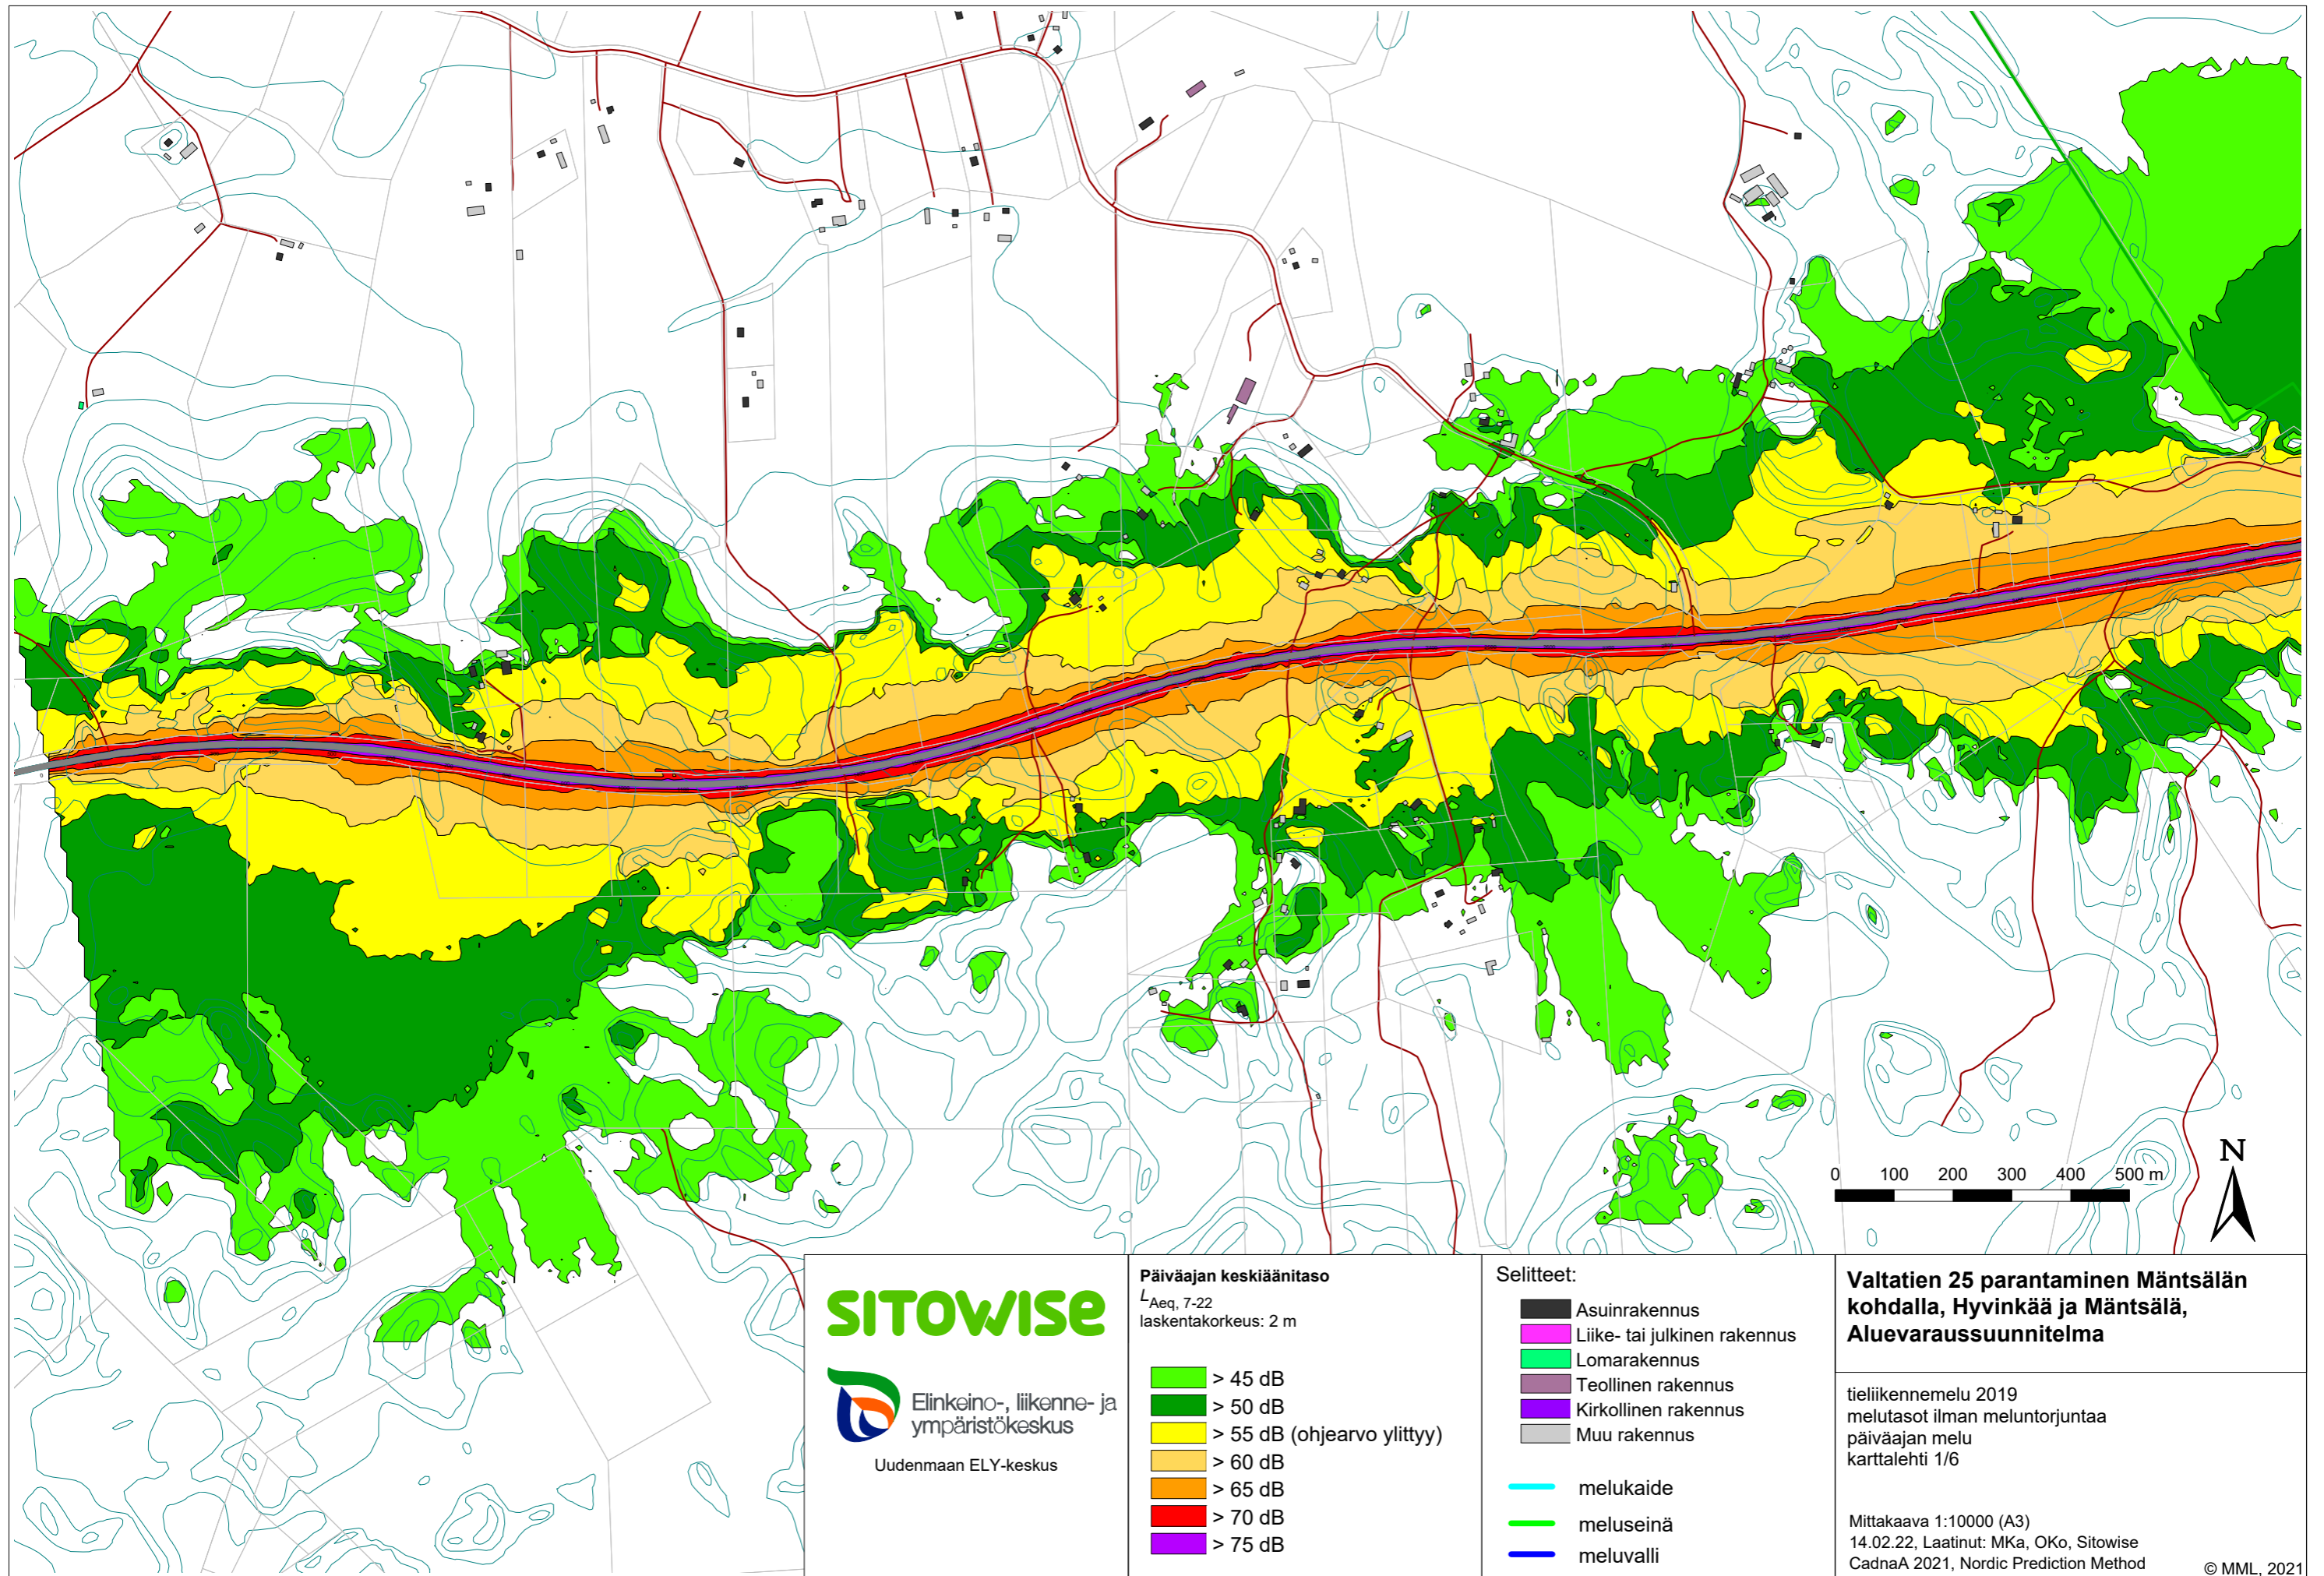 N
0 100 200 300 400 500 m
SITOWISE
Elinkeino-, liikenne- ja
ympäristökeskus
Uudenmaan ELY-keskus
Päiväajan keskiäänitaso
LAeq, 7-22
laskentakorkeus: 2 m
> 45 dB
> 50 dB
> 55 dB (ohjearvo ylittyy)
> 60 dB
> 65 dB
> 70 dB
> 75 dB
Selitteet:
Asuinrakennus
Liike- tai julkinen rakennus
Lomarakennus
Teollinen rakennus
Kirkollinen rakennus
Muu rakennus
melukaide
meluseinä
meluvalli
Valtatien 25 parantaminen Mäntsälän
kohdalla, Hyvinkää ja Mäntsälä,
Aluevaraussuunnitelma
tieliikennemelu 2019
melutasot ilman meluntorjuntaa
päiväajan melu
karttalehti 1/6
Mittakaava 1:10000 (A3)
14.02.22, Laatinut: MKa, OKo, Sitowise
CadnaA 2021, Nordic Prediction Method
© MML, 2021